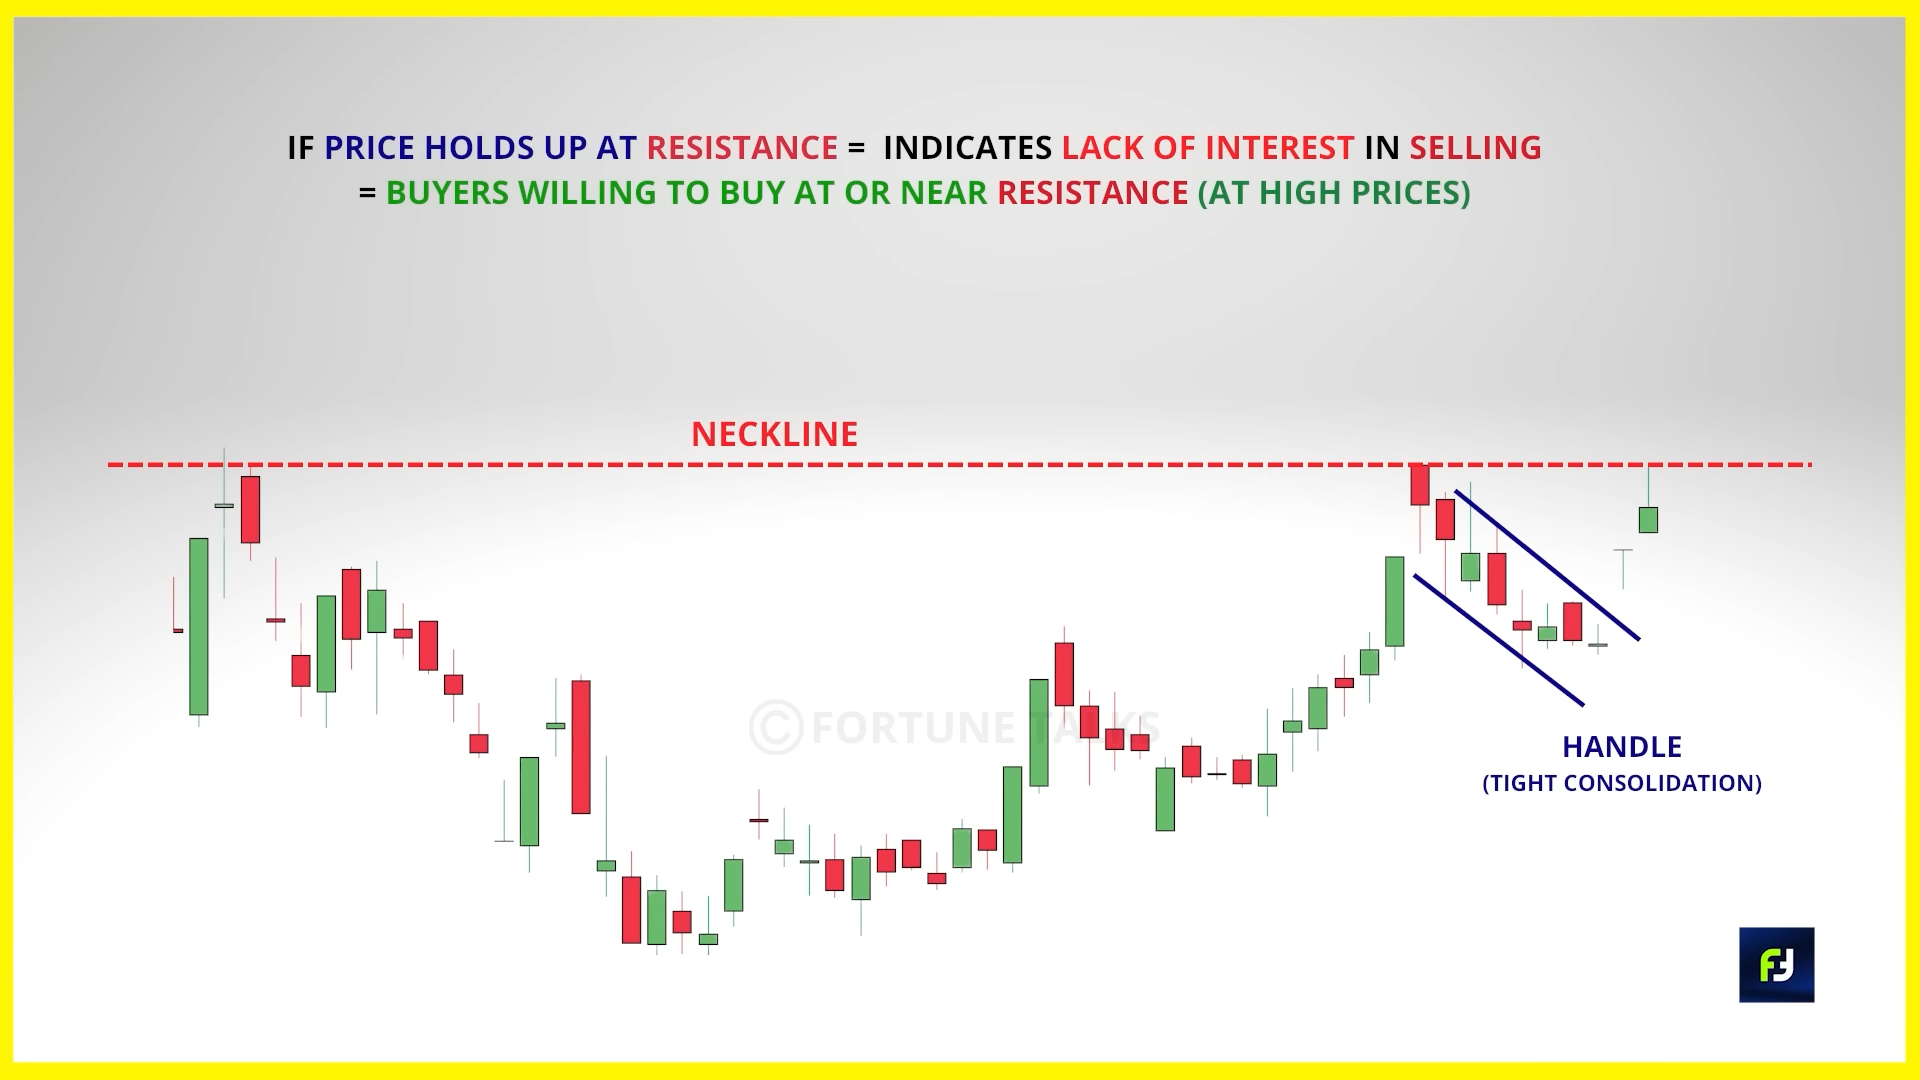 IF PRICE HOLDS UP AT RESISTANCE = INDICATES LACK OF INTEREST IN SELLING
= BUYERS WILLING TO BUY AT OR NEAR RESISTANCE (AT HIGH PRICES)
NECKLINE
© FORTUNE TALKS
HANDLE
(TIGHT CONSOLIDATION)